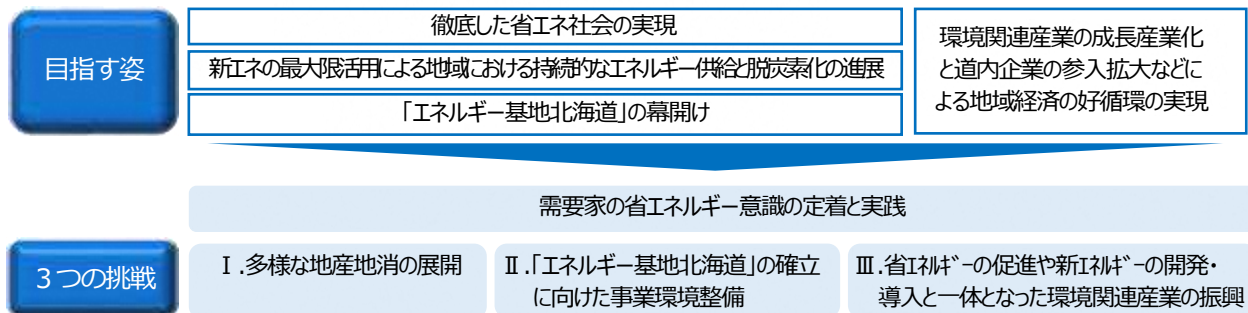 目指す姿
徹底した省エネ社会の実現
新エネの最大限活用による地域における持続的なエネルギー供給と脱炭素化の進展
「エネルギー基地北海道」の幕開け
環境関連産業の成長産業化
と道内企業の参入拡大などに
よる地域経済の好循環の実現
需要家の省エネルギー意識の定着と実践
３つの挑戦
Ⅰ.多様な地産地消の展開
Ⅱ.「エネルギー基地北海道」の確立
に向けた事業環境整備
Ⅲ.省ｴﾈﾙｷﾞｰの促進や新ｴﾈﾙｷﾞｰの開発・
導入と一体となった環境関連産業の振興